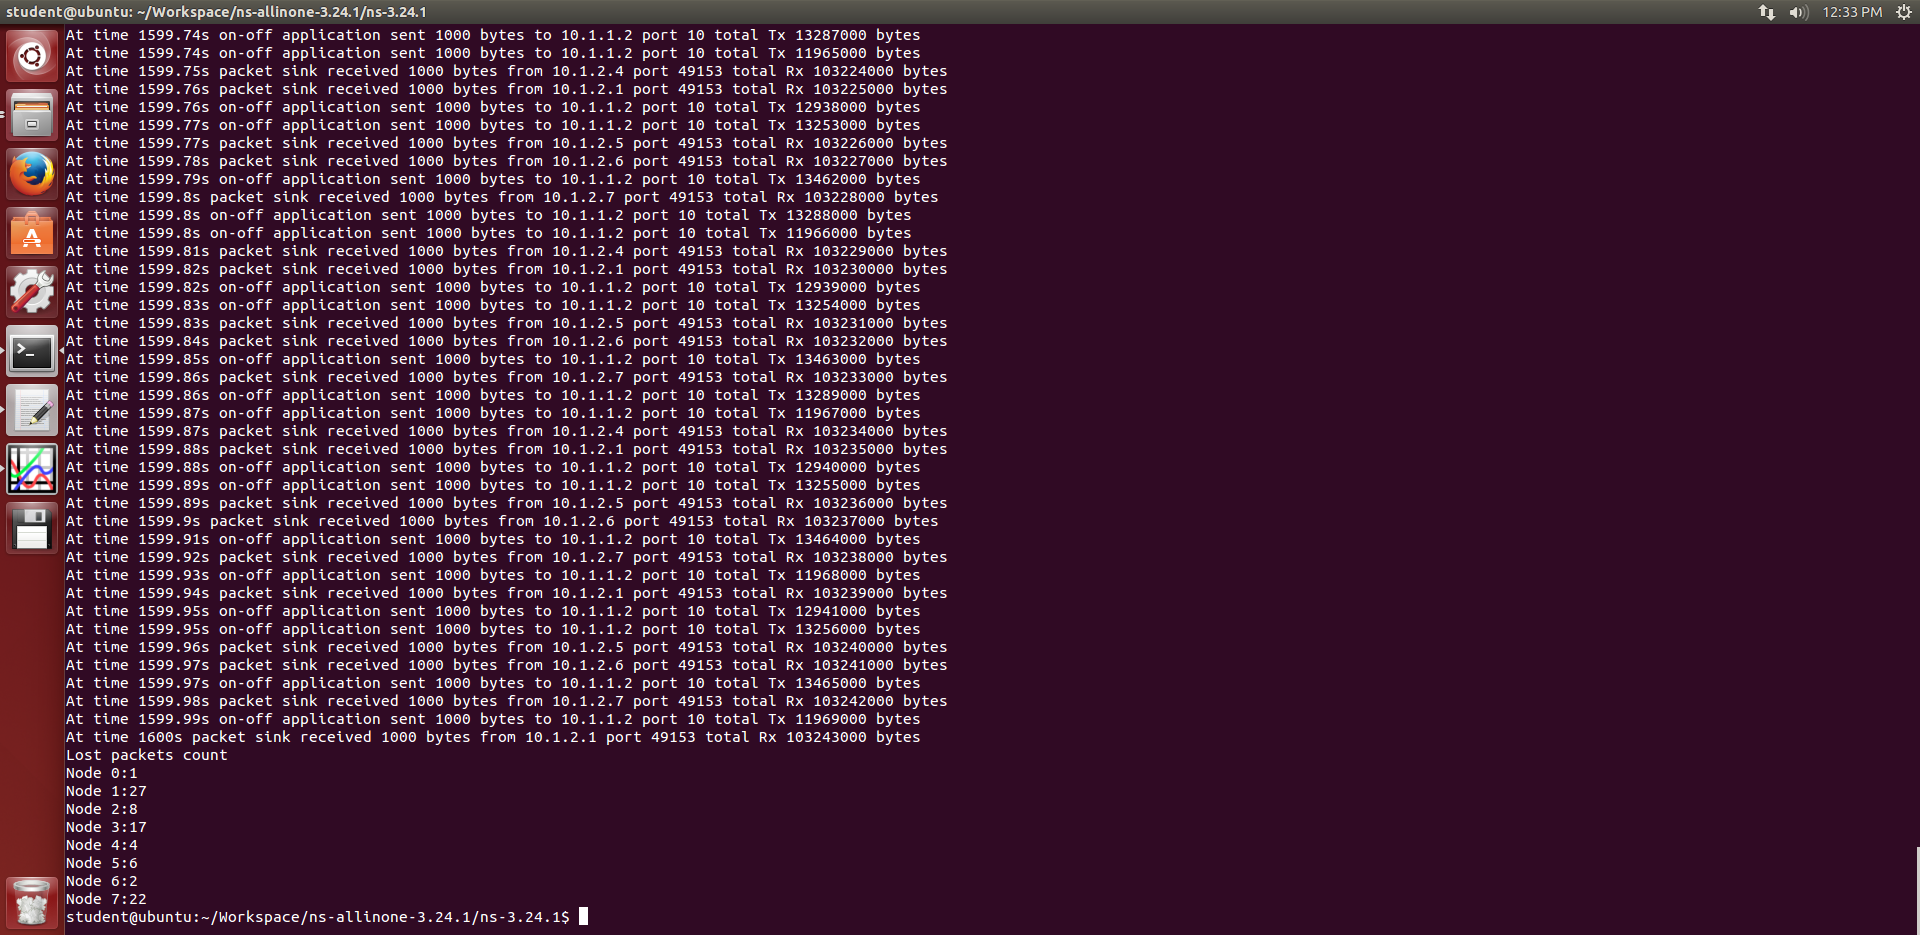 student@ubuntu: ~/Workspace/ns-allinone-3.24.1/ns-3.24.1
12:33 PM
At time 1599.74s on-off application sent 1000 bytes to 10.1.1.2 port 10 total Tx 13287000 bytes
At time 1599.74s on-off application sent 1000 bytes to 10.1.1.2 port 10 total Tx 11965000 bytes
At time 1599.75s packet sink received 1000 bytes from 10.1.2.4 port 49153 total Rx 103224000 bytes
At time 1599.76s packet sink received 1000 bytes from 10.1.2.1 port 49153 total Rx 103225000 bytes
At time 1599.76s on-off application sent 1000 bytes to 10.1.1.2 port 10 total Tx 12938000 bytes
At time 1599.77s on-off application sent 1000 bytes to 10.1.1.2 port 10 total Tx 13253000 bytes
At time 1599.77s packet sink received 1000 bytes from 10.1.2.5 port 49153 total Rx 103226000 bytes
At time 1599.78s packet sink received 1000 bytes from 10.1.2.6 port 49153 total Rx 103227000 bytes
At time 1599.79s on-off application sent 1000 bytes to 10.1.1.2 port 10 total Tx 13462000 bytes
At time 1599.8s packet sink received 1000 bytes from 10.1.2.7 port 49153 total Rx 103228000 bytes
At time 1599.8s on-off application sent 1000 bytes to 10.1.1.2 port 10 total Tx 13288000 bytes
At time 1599.8s on-off application sent 1000 bytes to 10.1.1.2 port 10 total Tx 11966000 bytes
At time 1599.81s packet sink received 1000 bytes from 10.1.2.4 port 49153 total Rx 103229000 bytes
At time 1599.82s packet sink received 1000 bytes from 10.1.2.1 port 49153 total Rx 103230000 bytes
At time 1599.82s on-off application sent 1000 bytes to 10.1.1.2 port 10 total Tx 12939000 bytes
At time 1599.83s on-off application sent 1000 bytes to 10.1.1.2 port 10 total Tx 13254000 bytes
At time 1599.83s packet sink received 1000 bytes from 10.1.2.5 port 49153 total Rx 103231000 bytes
At time 1599.84s packet sink received 1000 bytes from 10.1.2.6 port 49153 total Rx 103232000 bytes
At time 1599.85s on-off application sent 1000 bytes to 10.1.1.2 port 10 total Tx 13463000 bytes
At time 1599.86s packet sink received 1000 bytes from 10.1.2.7 port 49153 total Rx 103233000 bytes
At time 1599.86s on-off application sent 1000 bytes to 10.1.1.2 port 10 total Tx 13289000 bytes
At time 1599.87s on-off application sent 1000 bytes to 10.1.1.2 port 10 total Tx 11967000 bytes
At time 1599.87s packet sink received 1000 bytes from 10.1.2.4 port 49153 total Rx 103234000 bytes
At time 1599.88s packet sink received 1000 bytes from 10.1.2.1 port 49153 total Rx 103235000 bytes
At time 1599.88s on-off application sent 1000 bytes to 10.1.1.2 port 10 total Tx 12940000 bytes
At time 1599.89s on-off application sent 1000 bytes to 10.1.1.2 port 10 total Tx 13255000 bytes
At time 1599.89s packet sink received 1000 bytes from 10.1.2.5 port 49153 total Rx 103236000 bytes
At time 1599.9s packet sink received 1000 bytes from 10.1.2.6 port 49153 total Rx 103237000 bytes
At time 1599.91s on-off application sent 1000 bytes to 10.1.1.2 port 10 total Tx 13464000 bytes
At time 1599.92s packet sink received 1000 bytes from 10.1.2.7 port 49153 total Rx 103238000 bytes
At time 1599.93s on-off application sent 1000 bytes to 10.1.1.2 port 10 total Tx 11968000 bytes
At time 1599.94s packet sink received 1000 bytes from 10.1.2.1 port 49153 total Rx 103239000 bytes
At time 1599.95s on-off application sent 1000 bytes to 10.1.1.2 port 10 total Tx 12941000 bytes
At time 1599.95s on-off application sent 1000 bytes to 10.1.1.2 port 10 total Tx 13256000 bytes
At time 1599.96s packet sink received 1000 bytes from 10.1.2.5 port 49153 total Rx 103240000 bytes
At time 1599.97s packet sink received 1000 bytes from 10.1.2.6 port 49153 total Rx 103241000 bytes
At time 1599.97s on-off application sent 1000 bytes to 10.1.1.2 port 10 total Tx 13465000 bytes
At time 1599.98s packet sink received 1000 bytes from 10.1.2.7 port 49153 total Rx 103242000 bytes
At time 1599.99s on-off application sent 1000 bytes to 10.1.1.2 port 10 total Tx 11969000 bytes
At time 1600s packet sink received 1000 bytes from 10.1.2.1 port 49153 total Rx 103243000 bytes
Lost packets count
Node 0:1
Node 1:27
Node 2:8
Node 3:17
Node 4:4
Node 5:6
Node 6:2
Node 7:22
student@ubuntu:~/Workspace/ns-allinone-3.24.1/ns-3.24.1$